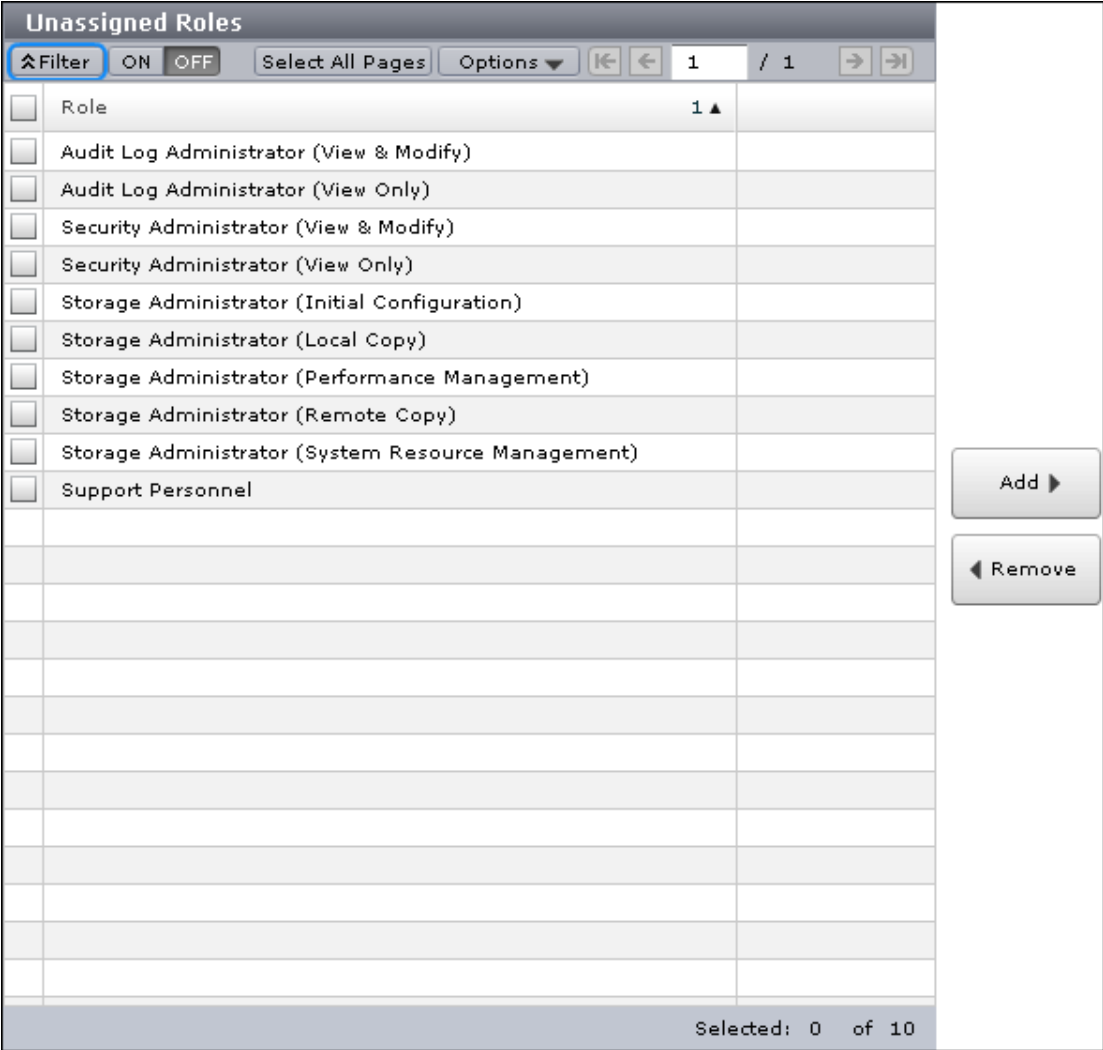 Unassigned Roles
Filter ON OFF Select All Pages Options 1 / 1
Role 1
Audit Log Administrator (View & Modify)
Audit Log Administrator (View Only)
Security Administrator (View & Modify)
Security Administrator (View Only)
Storage Administrator (Initial Configuration)
Storage Administrator (Local Copy)
Storage Administrator (Performance Management)
Storage Administrator (Remote Copy)
Storage Administrator (System Resource Management)
Support Personnel
Add
Remove
Selected: 0 of 10